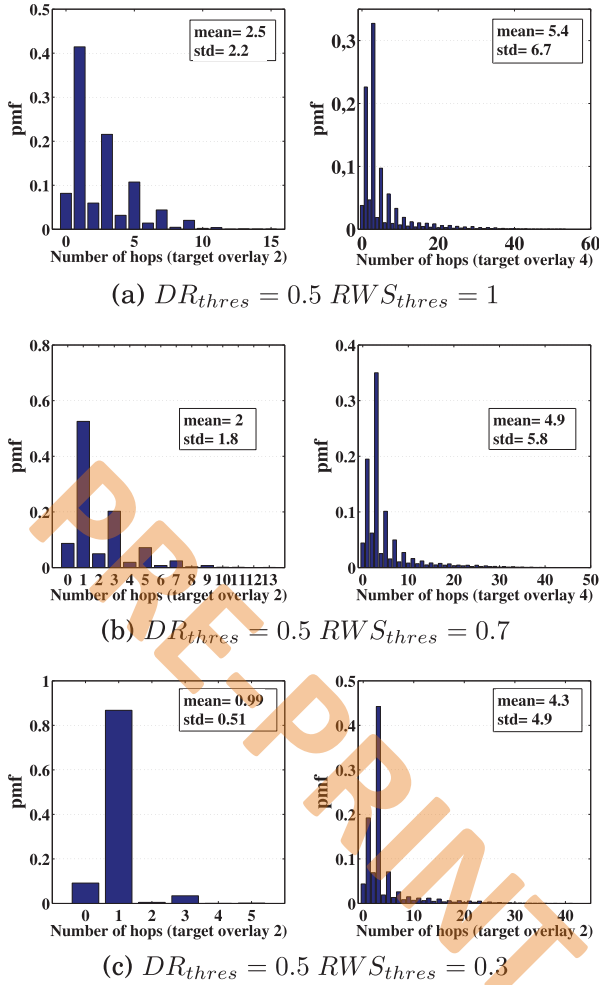 0.5
0.4
0.3
0.2
0.1
0
pmf
mean= 2.5
std= 2.2
0 5 10 15
Number of hops (target overlay 2)
0.3
0,2
0.1
0
pmf
mean= 5.4
std= 6.7
0 20 40 60
Number of hops (target overlay 4)
(a) DR_thres = 0.5 RWS_thres = 1
0.8
0.6
0.4
0.2
0
pmf
mean= 2
std= 1.8
0 1 2 3 4 5 6 7 8 9 10 11 12 13
Number of hops (target overlay 2)
0.4
0.3
0.2
0.1
0
pmf
mean= 4.9
std= 5.8
0 10 20 30 40 50
Number of hops (target overlay 4)
(b) DR_thres = 0.5 RWS_thres = 0.7
1
0.8
0.6
0.4
0.2
0
pmf
mean= 0.99
std= 0.51
0 1 2 3 4 5
Number of hops (target overlay 2)
0.5
0.4
0.3
0.2
0.1
0
pmf
mean= 4.3
std= 4.9
0 10 20 30 40
Number of hops (target overlay 2)
(c) DR_thres = 0.5 RWS_thres = 0.3
PRE-PRINT